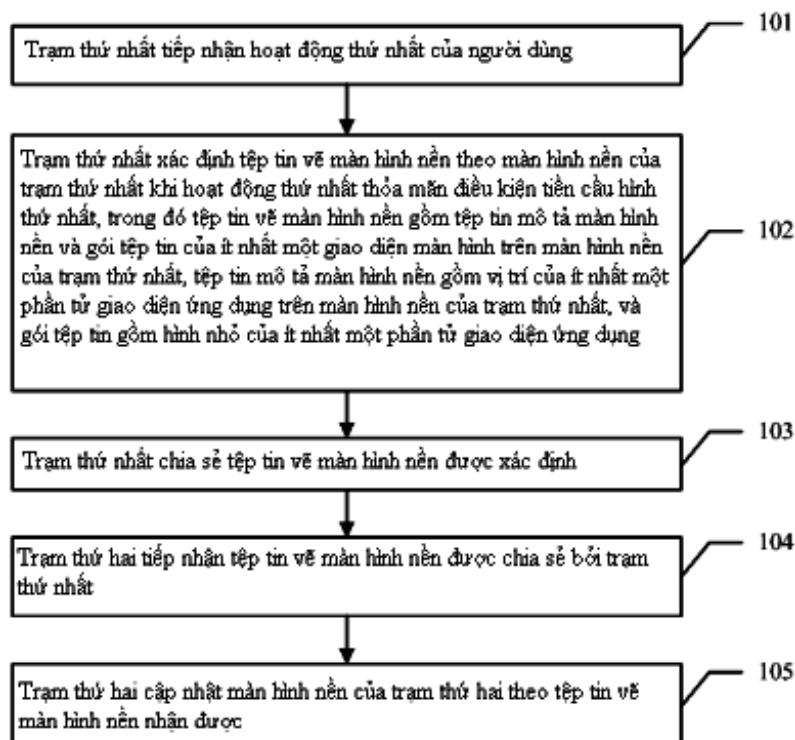 Trạm thứ nhất tiếp nhận hoạt động thứ nhất của người dùng
101
Trạm thứ nhất xác định tệp tin vẽ màn hình nền theo màn hình nền của
trạm thứ nhất khi hoạt động thứ nhất thỏa mãn điều kiện tiền cấu hình
thứ nhất, trong đó tệp tin vẽ màn hình nền gồm tệp tin mô tả màn hình
nền và gói tệp tin của ít nhất một giao diện màn hình trên màn hình nền
của trạm thứ nhất, tệp tin mô tả màn hình nền gồm vị trí của ít nhất một
phần tử giao diện ứng dụng trên màn hình nền của trạm thứ nhất, và
gói tệp tin gồm hình nhỏ của ít nhất một phần tử giao diện ứng dụng
102
Trạm thứ nhất chia sẻ tệp tin vẽ màn hình nền được xác định
103
Trạm thứ hai tiếp nhận tệp tin vẽ màn hình nền được chia sẻ bởi trạm
thứ nhất
104
Trạm thứ hai cập nhật màn hình nền của trạm thứ hai theo tệp tin vẽ
màn hình nền nhận được
105